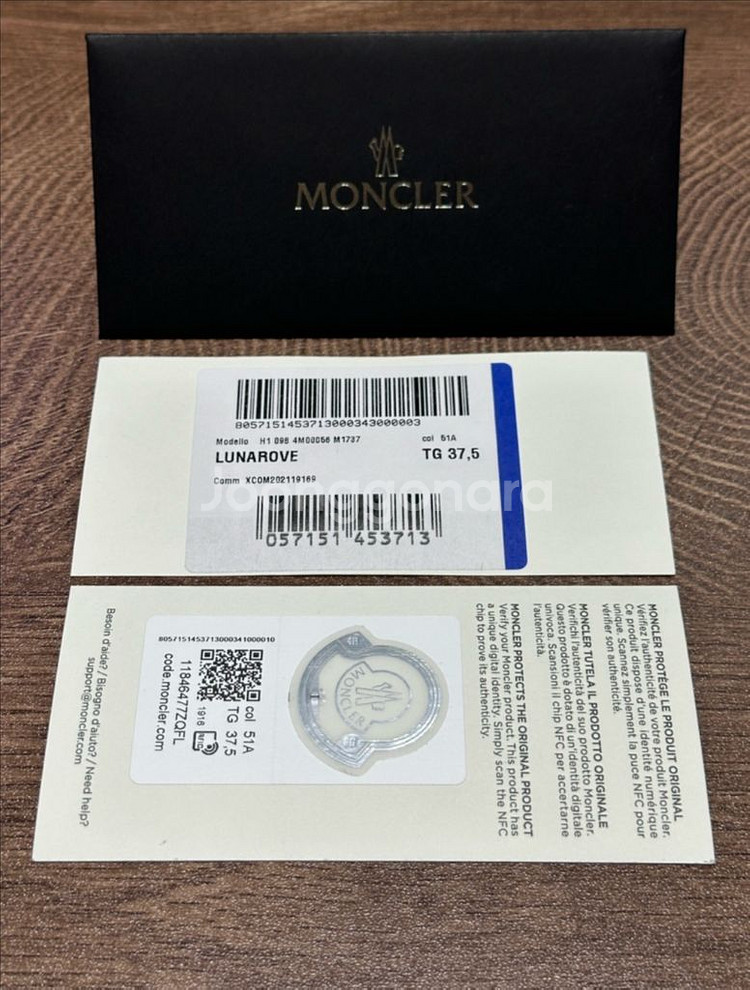 MONCLER
8057151453713000343000003
Modello H1 09B 4M00056 M1737 col 51A
LUNAROVE TG 37,5
Comm XCOM202119169
Joonggonara
057151 453713
MONCLER PROTÈGE LE PRODUIT ORIGINAL
Vérifiez l'authenticité de votre produit Moncler.
Ce produit dispose d'une identité numérique
unique. Scannez simplement la puce NFC pour
vérifier son authenticité.
MONCLER TUTELA IL PRODOTTO ORIGINALE
Verifichi l'autenticità del suo prodotto Moncler.
Questo prodotto è dotato di un'identità digitale
univoca. Scansioni il chip NFC per accertarne
l'autenticità.
MONCLER PROTECTS THE ORIGINAL PRODUCT
Verify your Moncler product. This product has
a unique digital identity. Simply scan the NFC
chip to prove its authenticity.
MONCLER
8057151453713000341000010
col 51A
TG 37,5
1916
11846477ZQFL
code.moncler.com
Besoin d'aide? / Bisogno d'aiuto? / Need help?
support@moncler.com